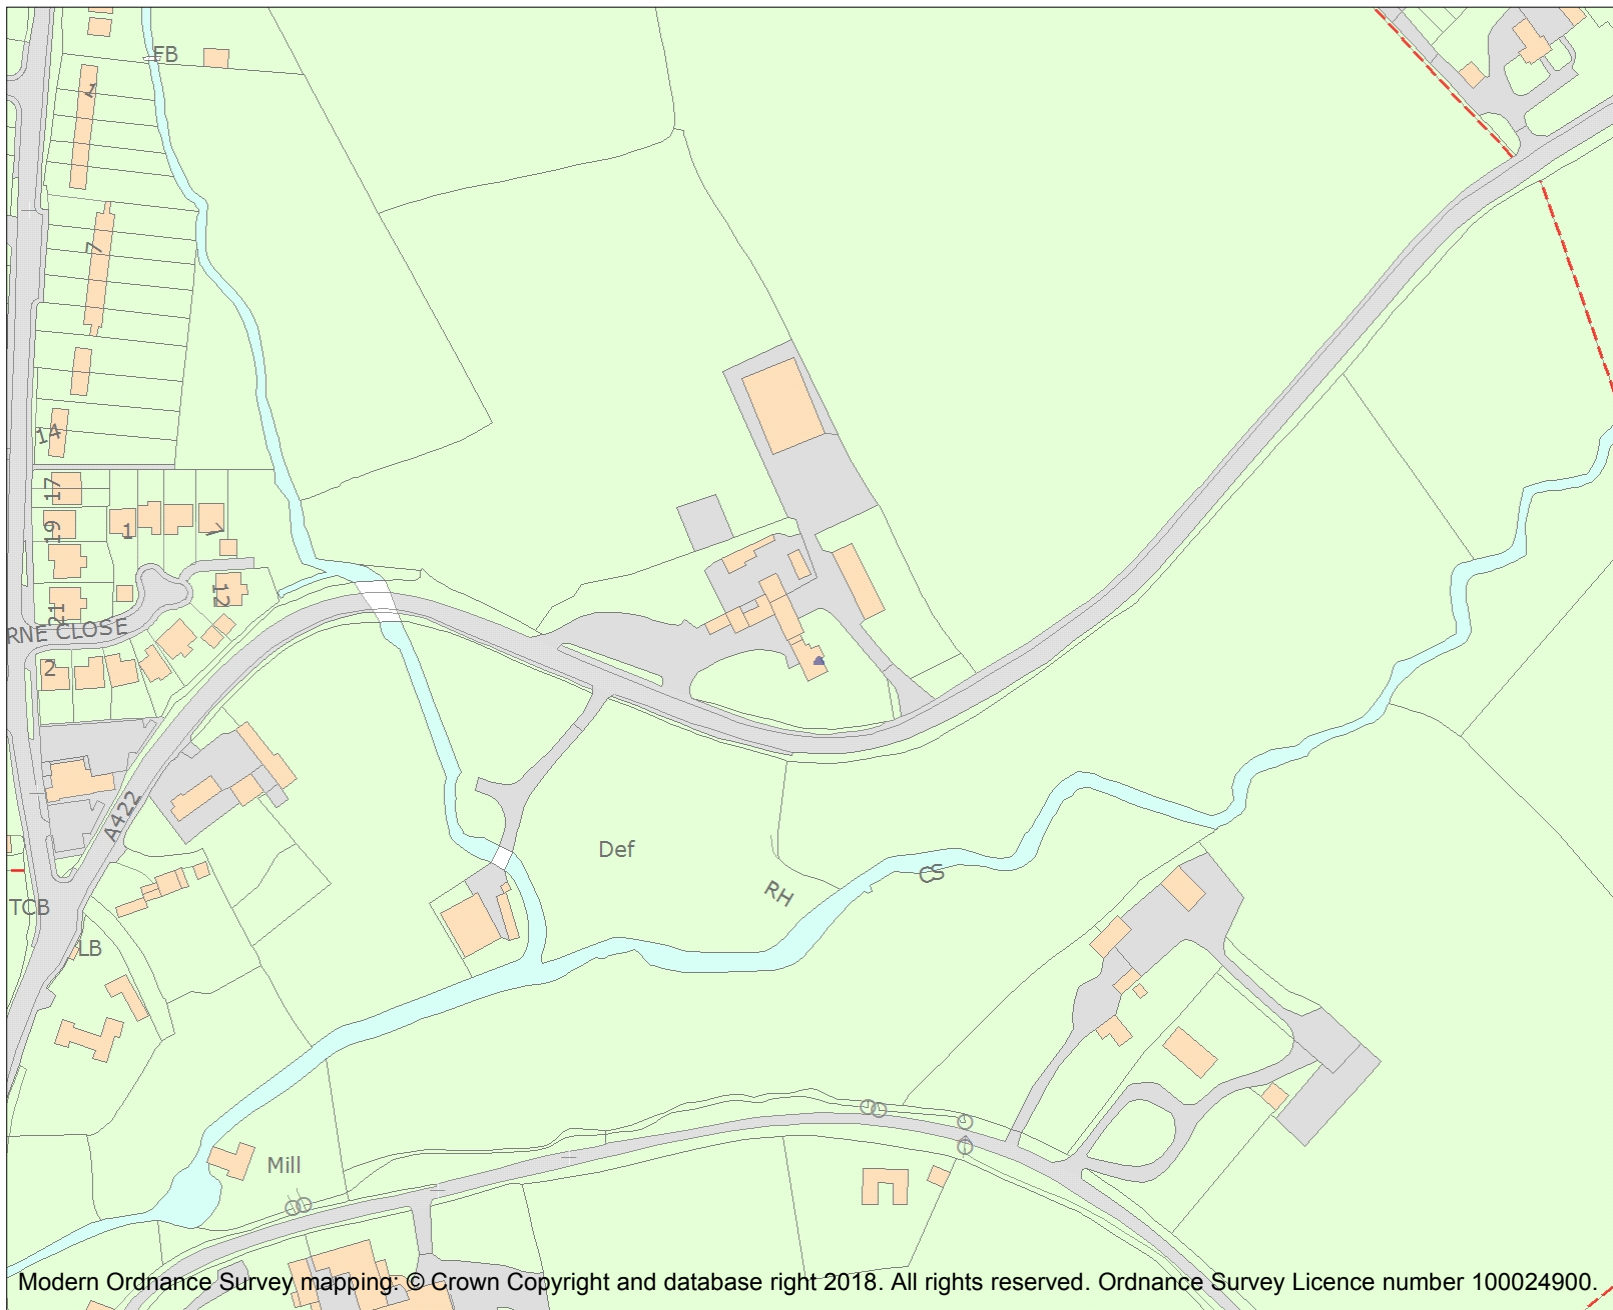 FB
1
7
14
17
19
1
7
12
21
RNE CLOSE
2
A422
Def
CS
RH
TCB
LB
Mill
Modern Ordnance Survey mapping: © Crown Copyright and database right 2018. All rights reserved. Ordnance Survey Licence number 100024900.